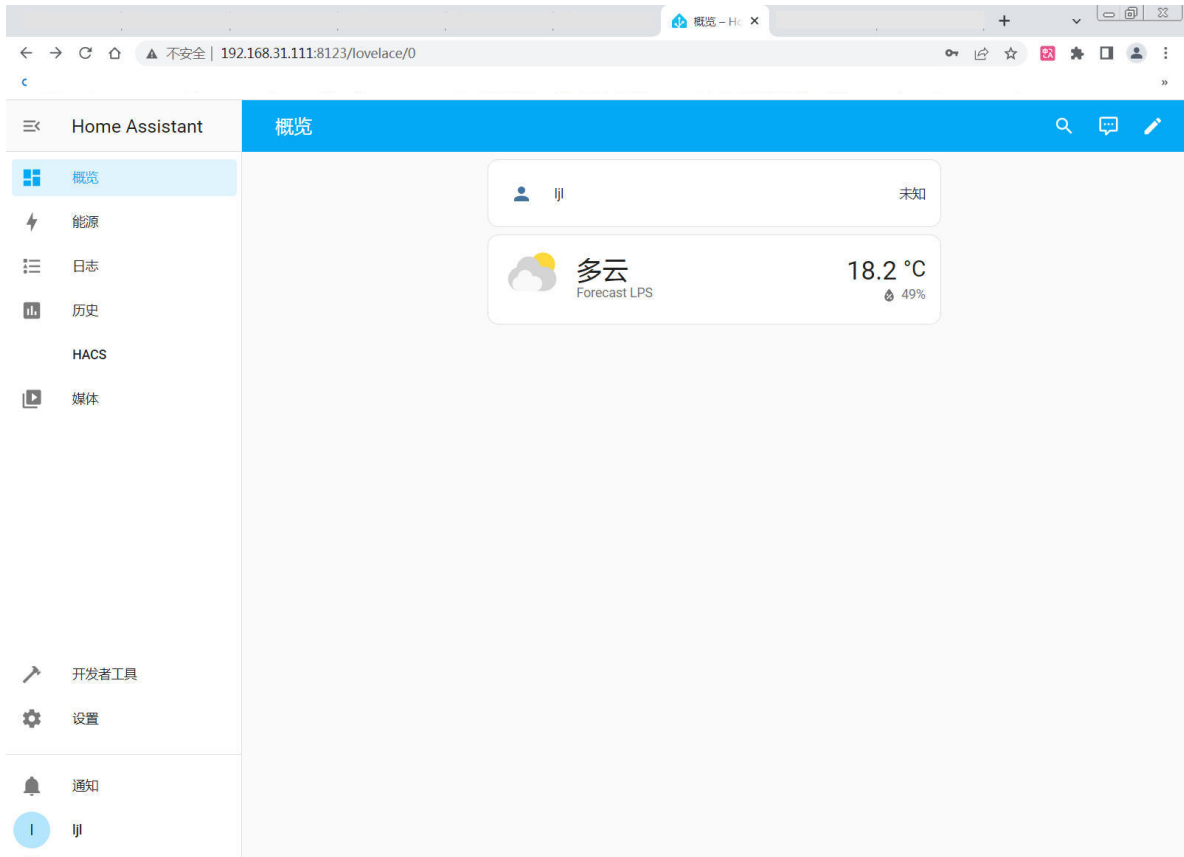 概览 – Ho
不安全 | 192.168.31.111:8123/lovelace/0
Home Assistant
概览
概览
能源
日志
历史
HACS
媒体
开发者工具
设置
通知
l
ljl
ljl
未知
多云
Forecast LPS
18.2 °C
49%